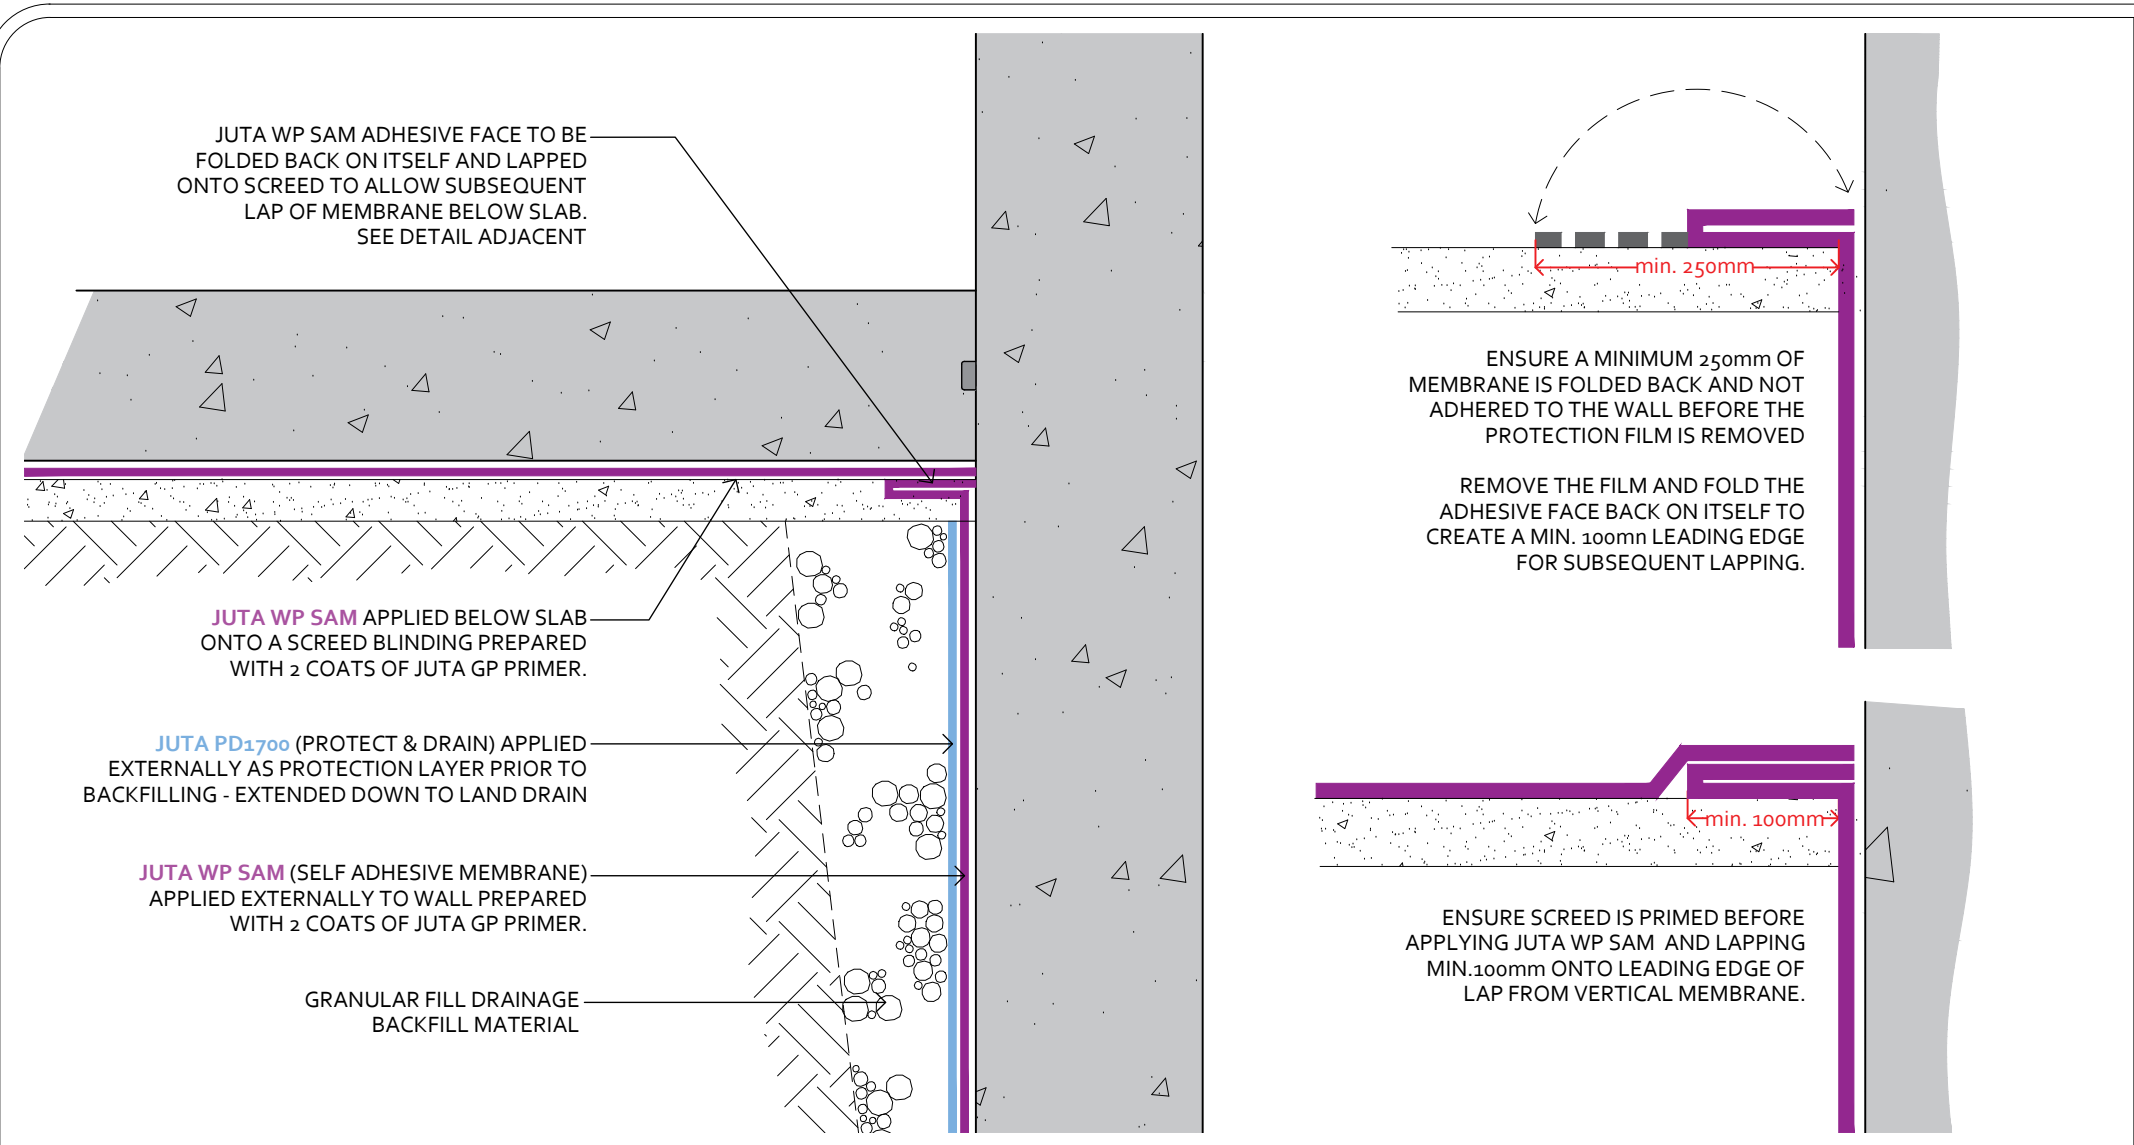 JUTA WP SAM ADHESIVE FACE TO BE
FOLDED BACK ON ITSELF AND LAPPED
ONTO SCREED TO ALLOW SUBSEQUENT
LAP OF MEMBRANE BELOW SLAB.
SEE DETAIL ADJACENT
JUTA WP SAM APPLIED BELOW SLAB
ONTO A SCREED BLINDING PREPARED
WITH 2 COATS OF JUTA GP PRIMER.
JUTA PD1700 (PROTECT & DRAIN) APPLIED
EXTERNALLY AS PROTECTION LAYER PRIOR TO
BACKFILLING - EXTENDED DOWN TO LAND DRAIN
JUTA WP SAM (SELF ADHESIVE MEMBRANE)
APPLIED EXTERNALLY TO WALL PREPARED
WITH 2 COATS OF JUTA GP PRIMER.
GRANULAR FILL DRAINAGE
BACKFILL MATERIAL
min. 250mm
ENSURE A MINIMUM 250mm OF
MEMBRANE IS FOLDED BACK AND NOT
ADHERED TO THE WALL BEFORE THE
PROTECTION FILM IS REMOVED
REMOVE THE FILM AND FOLD THE
ADHESIVE FACE BACK ON ITSELF TO
CREATE A MIN. 100mn LEADING EDGE
FOR SUBSEQUENT LAPPING.
min. 100mm
ENSURE SCREED IS PRIMED BEFORE
APPLYING JUTA WP SAM AND LAPPING
MIN.100mm ONTO LEADING EDGE OF
LAP FROM VERTICAL MEMBRANE.